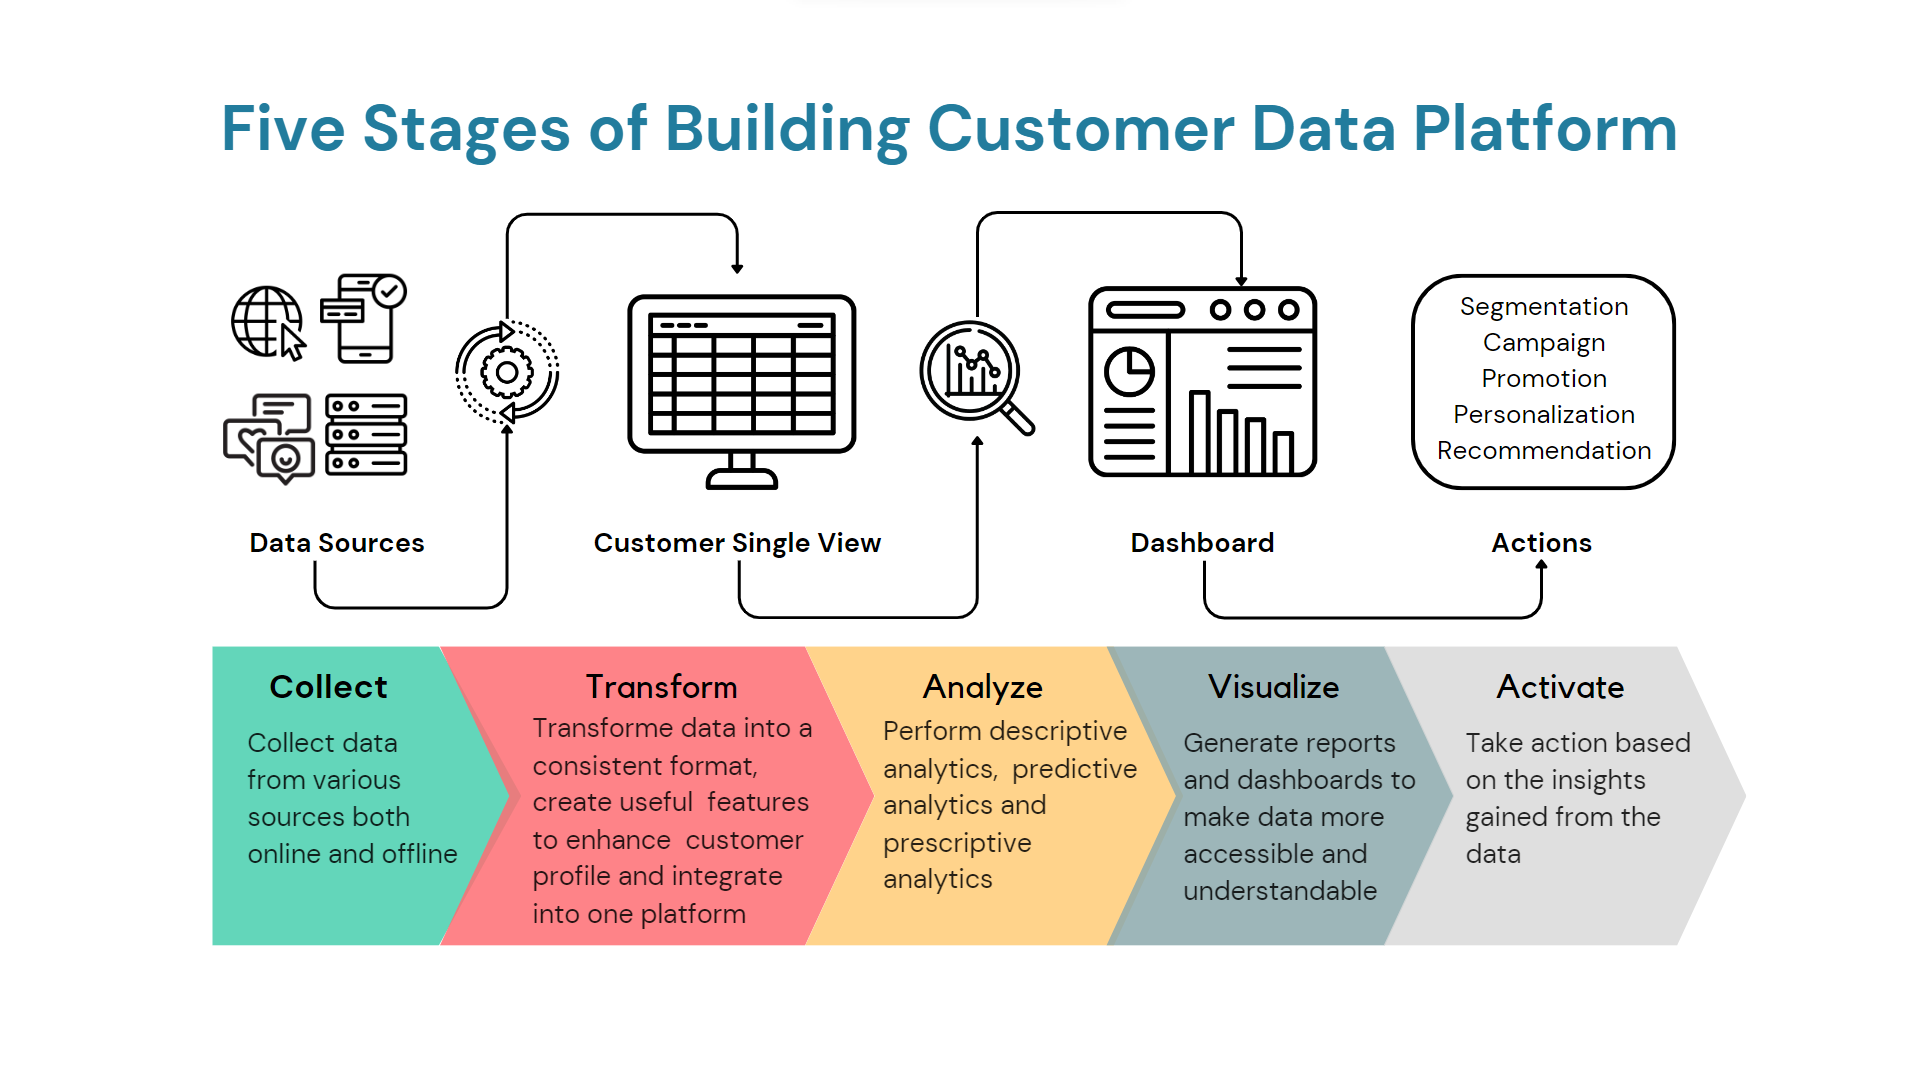 Five Stages of Building Customer Data Platform
Segmentation
Campaign
Promotion
Personalization
Recommendation
Data Sources
Customer Single View
Dashboard
Actions
Collect
Collect data
from various
sources both
online and offline
Transform
Transforme data into a
consistent format,
create useful features
to enhance customer
profile and integrate
into one platform
Analyze
Perform descriptive
analytics, predictive
analytics and
prescriptive
analytics
Visualize
Generate reports
and dashboards to
make data more
accessible and
understandable
Activate
Take action based
on the insights
gained from the
data